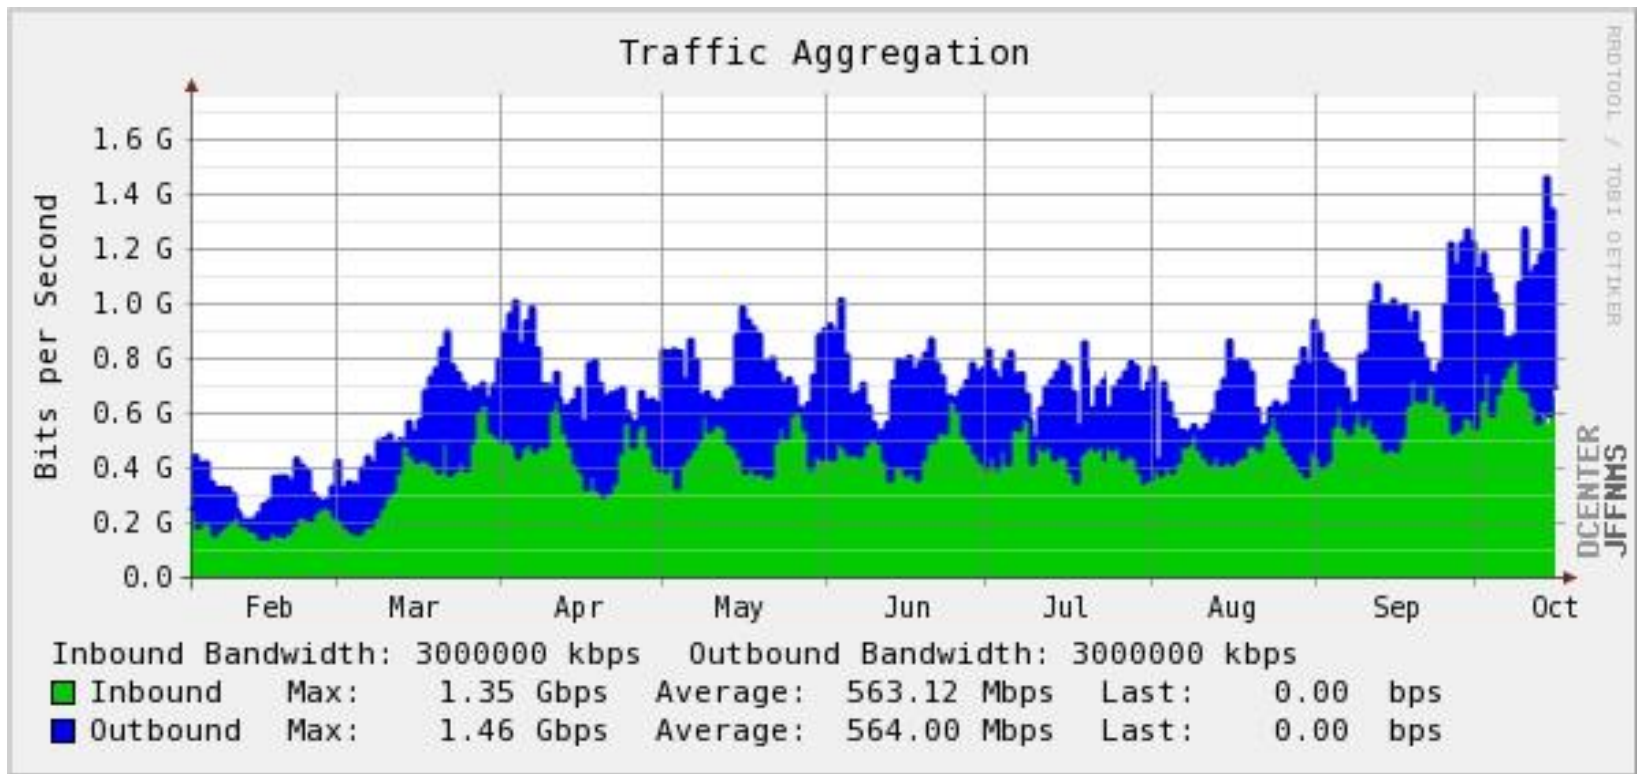 Traffic Aggregation
RRDTOOL / TOBI OETIKER
Bits per Second
1.6 G
1.4 G
1.2 G
1.0 G
0.8 G
0.6 G
0.4 G
0.2 G
0.0
Feb Mar Apr May Jun Jul Aug Sep Oct
DCENTER
JFFNMS
Inbound Bandwidth: 3000000 kbps Outbound Bandwidth: 3000000 kbps
Inbound Max: 1.35 Gbps Average: 563.12 Mbps Last: 0.00 bps
Outbound Max: 1.46 Gbps Average: 564.00 Mbps Last: 0.00 bps